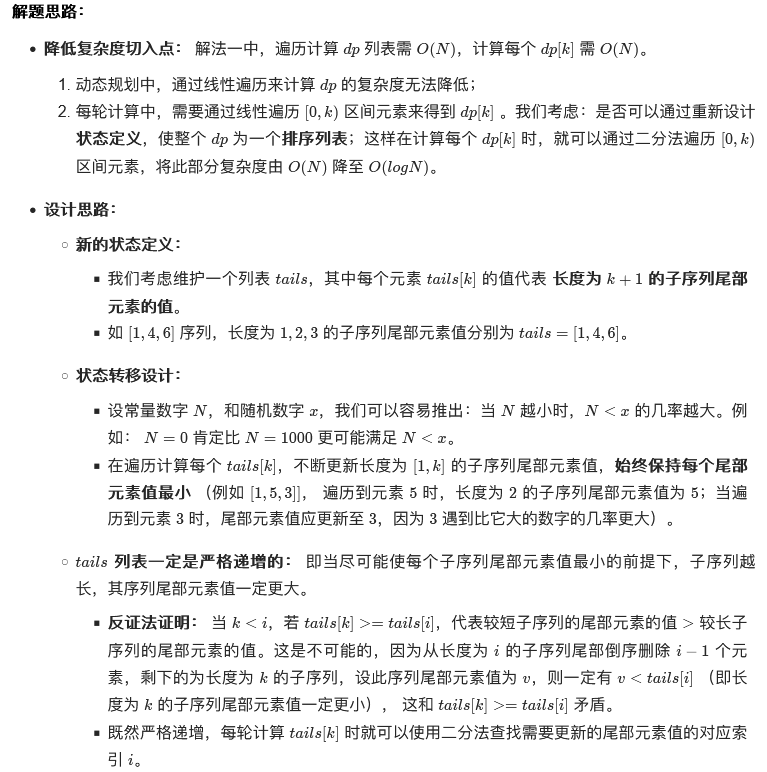 解题思路：
• 降低复杂度切入点： 解法一中，遍历计算 dp 列表需 O(N)，计算每个 dp[k] 需 O(N)。
1. 动态规划中，通过线性遍历来计算 dp 的复杂度无法降低；
2. 每轮计算中，需要通过线性遍历 [0,k) 区间元素来得到 dp[k] 。我们考虑：是否可以通过重新设计
状态定义，使整个 dp 为一个排序列表；这样在计算每个 dp[k] 时，就可以通过二分法遍历 [0,k)
区间元素，将此部分复杂度由 O(N) 降至 O(logN)。
• 设计思路：
○ 新的状态定义：
▪ 我们考虑维护一个列表 tails，其中每个元素 tails[k] 的值代表 长度为 k+1 的子序列尾部
元素的值。
▪ 如 [1,4,6] 序列，长度为 1,2,3 的子序列尾部元素值分别为 tails = [1,4,6]。
○ 状态转移设计：
▪ 设常量数字 N，和随机数字 x，我们可以容易推出：当 N 越小时，N < x 的几率越大。例
如： N = 0 肯定比 N = 1000 更可能满足 N < x。
▪ 在遍历计算每个 tails[k]，不断更新长度为 [1,k] 的子序列尾部元素值，始终保持每个尾部
元素值最小 （例如 [1,5,3]]， 遍历到元素 5 时，长度为 2 的子序列尾部元素值为 5；当遍
历到元素 3 时，尾部元素值应更新至 3，因为 3 遇到比它大的数字的几率更大）。
○ tails 列表一定是严格递增的： 即当尽可能使每个子序列尾部元素值最小的前提下，子序列越
长，其序列尾部元素值一定更大。
▪ 反证法证明： 当 k < i，若 tails[k] >= tails[i]，代表较短子序列的尾部元素的值 > 较长子
序列的尾部元素的值。这是不可能的，因为从长度为 i 的子序列尾部倒序删除 i−1 个元
素，剩下的为长度为 k 的子序列，设此序列尾部元素值为 v，则一定有 v < tails[i] （即长
度为 k 的子序列尾部元素值一定更小）， 这和 tails[k] >= tails[i] 矛盾。
▪ 既然严格递增，每轮计算 tails[k] 时就可以使用二分法查找需要更新的尾部元素值的对应索
引 i。